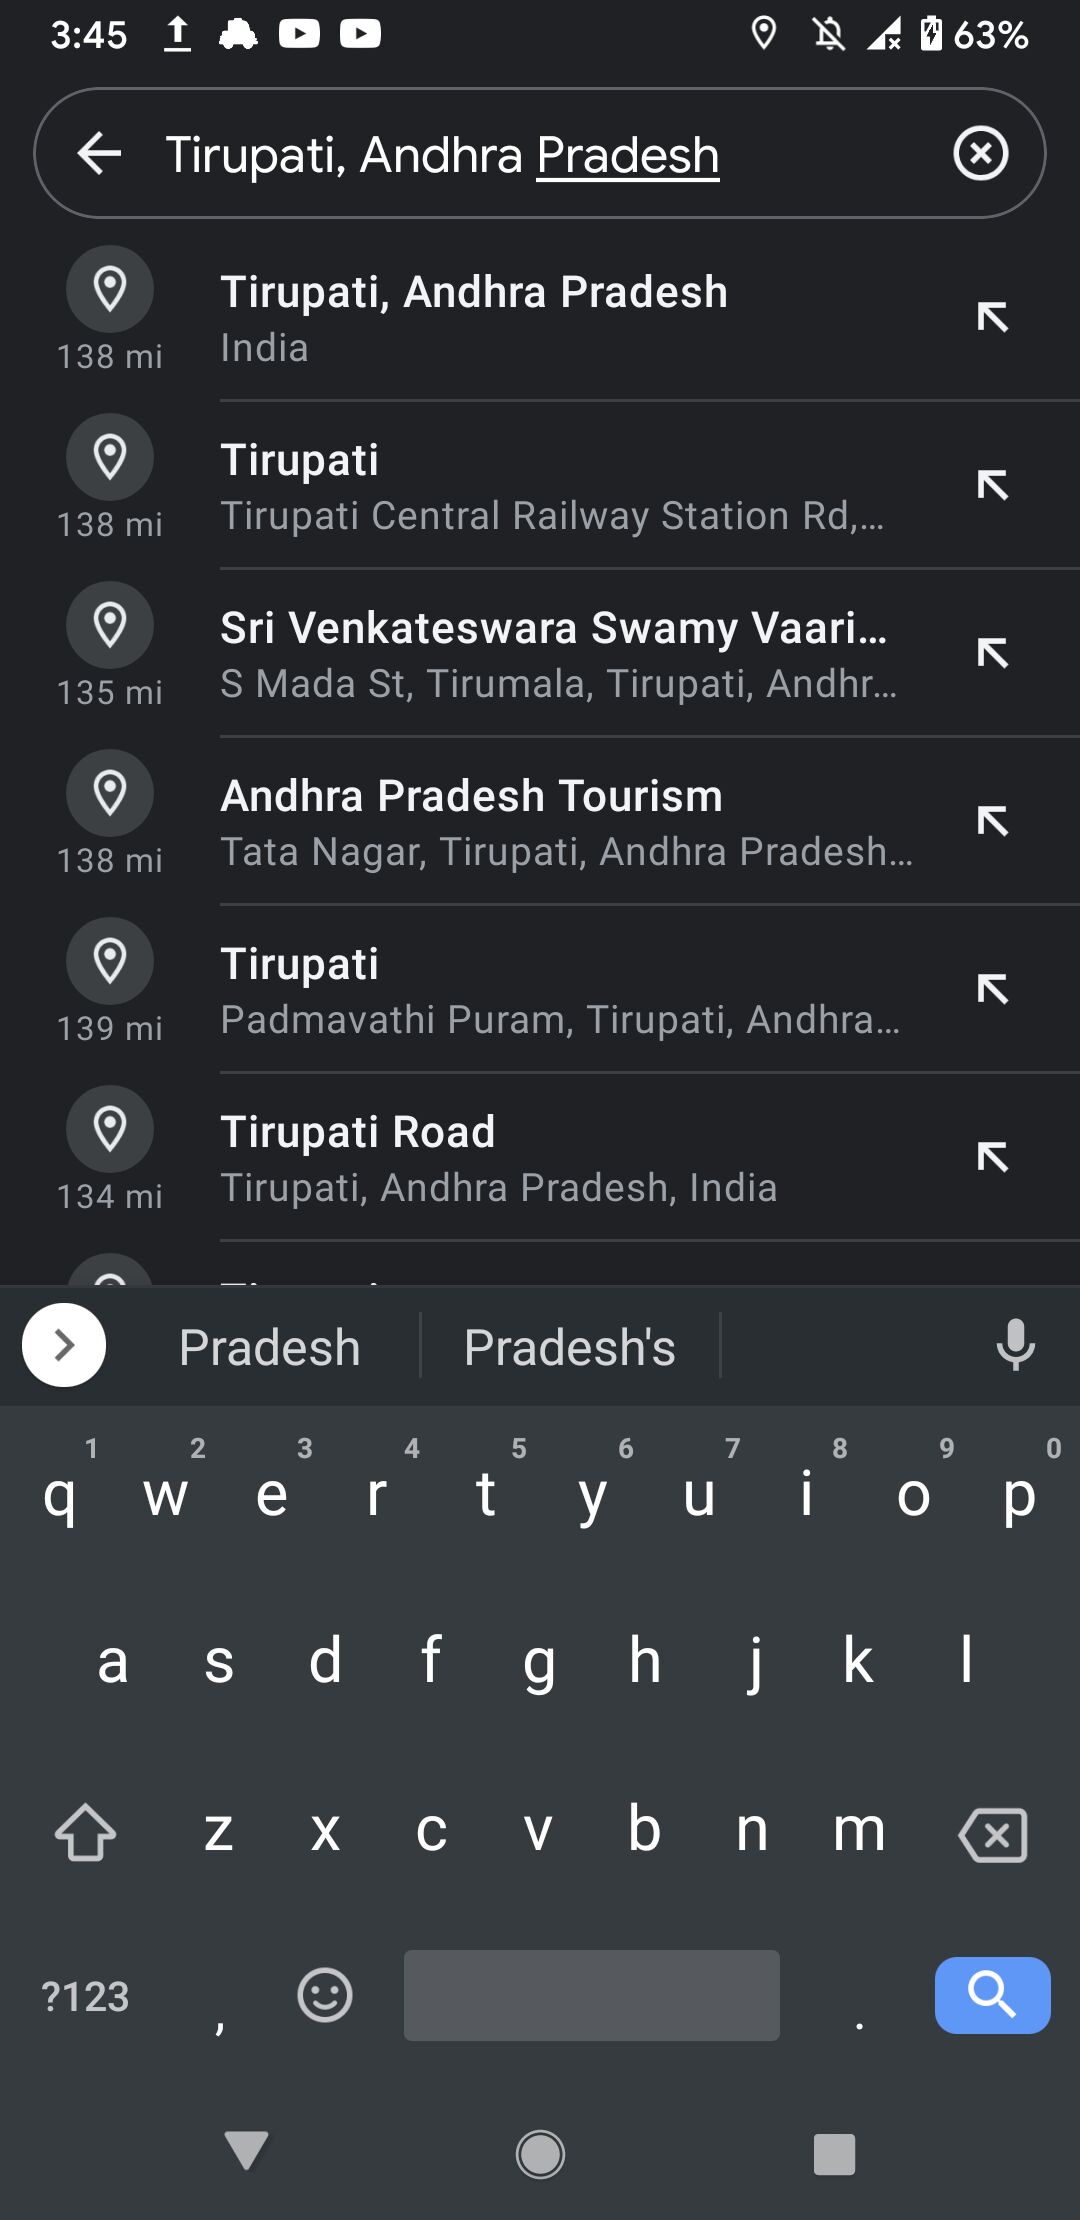 3:45
63%
Tirupati, Andhra Pradesh
Tirupati, Andhra Pradesh
138 mi
India
Tirupati
138 mi
Tirupati Central Railway Station Rd,...
Sri Venkateswara Swamy Vaari...
135 mi
S Mada St, Tirumala, Tirupati, Andhr...
Andhra Pradesh Tourism
138 mi
Tata Nagar, Tirupati, Andhra Pradesh...
Tirupati
139 mi
Padmavathi Puram, Tirupati, Andhra...
Tirupati Road
134 mi
Tirupati, Andhra Pradesh, India
Pradesh Pradesh's
1 2 3 4 5 6 7 8 9 0
q w e r t y u i o p
a s d f g h j k l
z x c v b n m
?123 , .